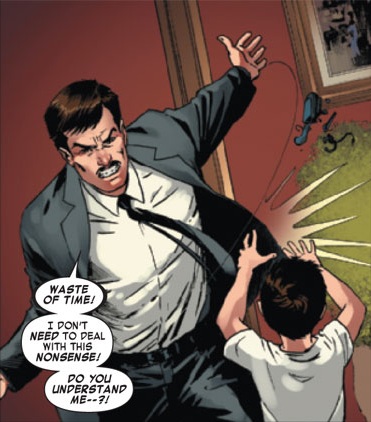 WASTE
OF TIME!
I DON'T
NEED TO DEAL
WITH THIS
NONSENSE!
DO YOU
UNDERSTAND
ME--?!